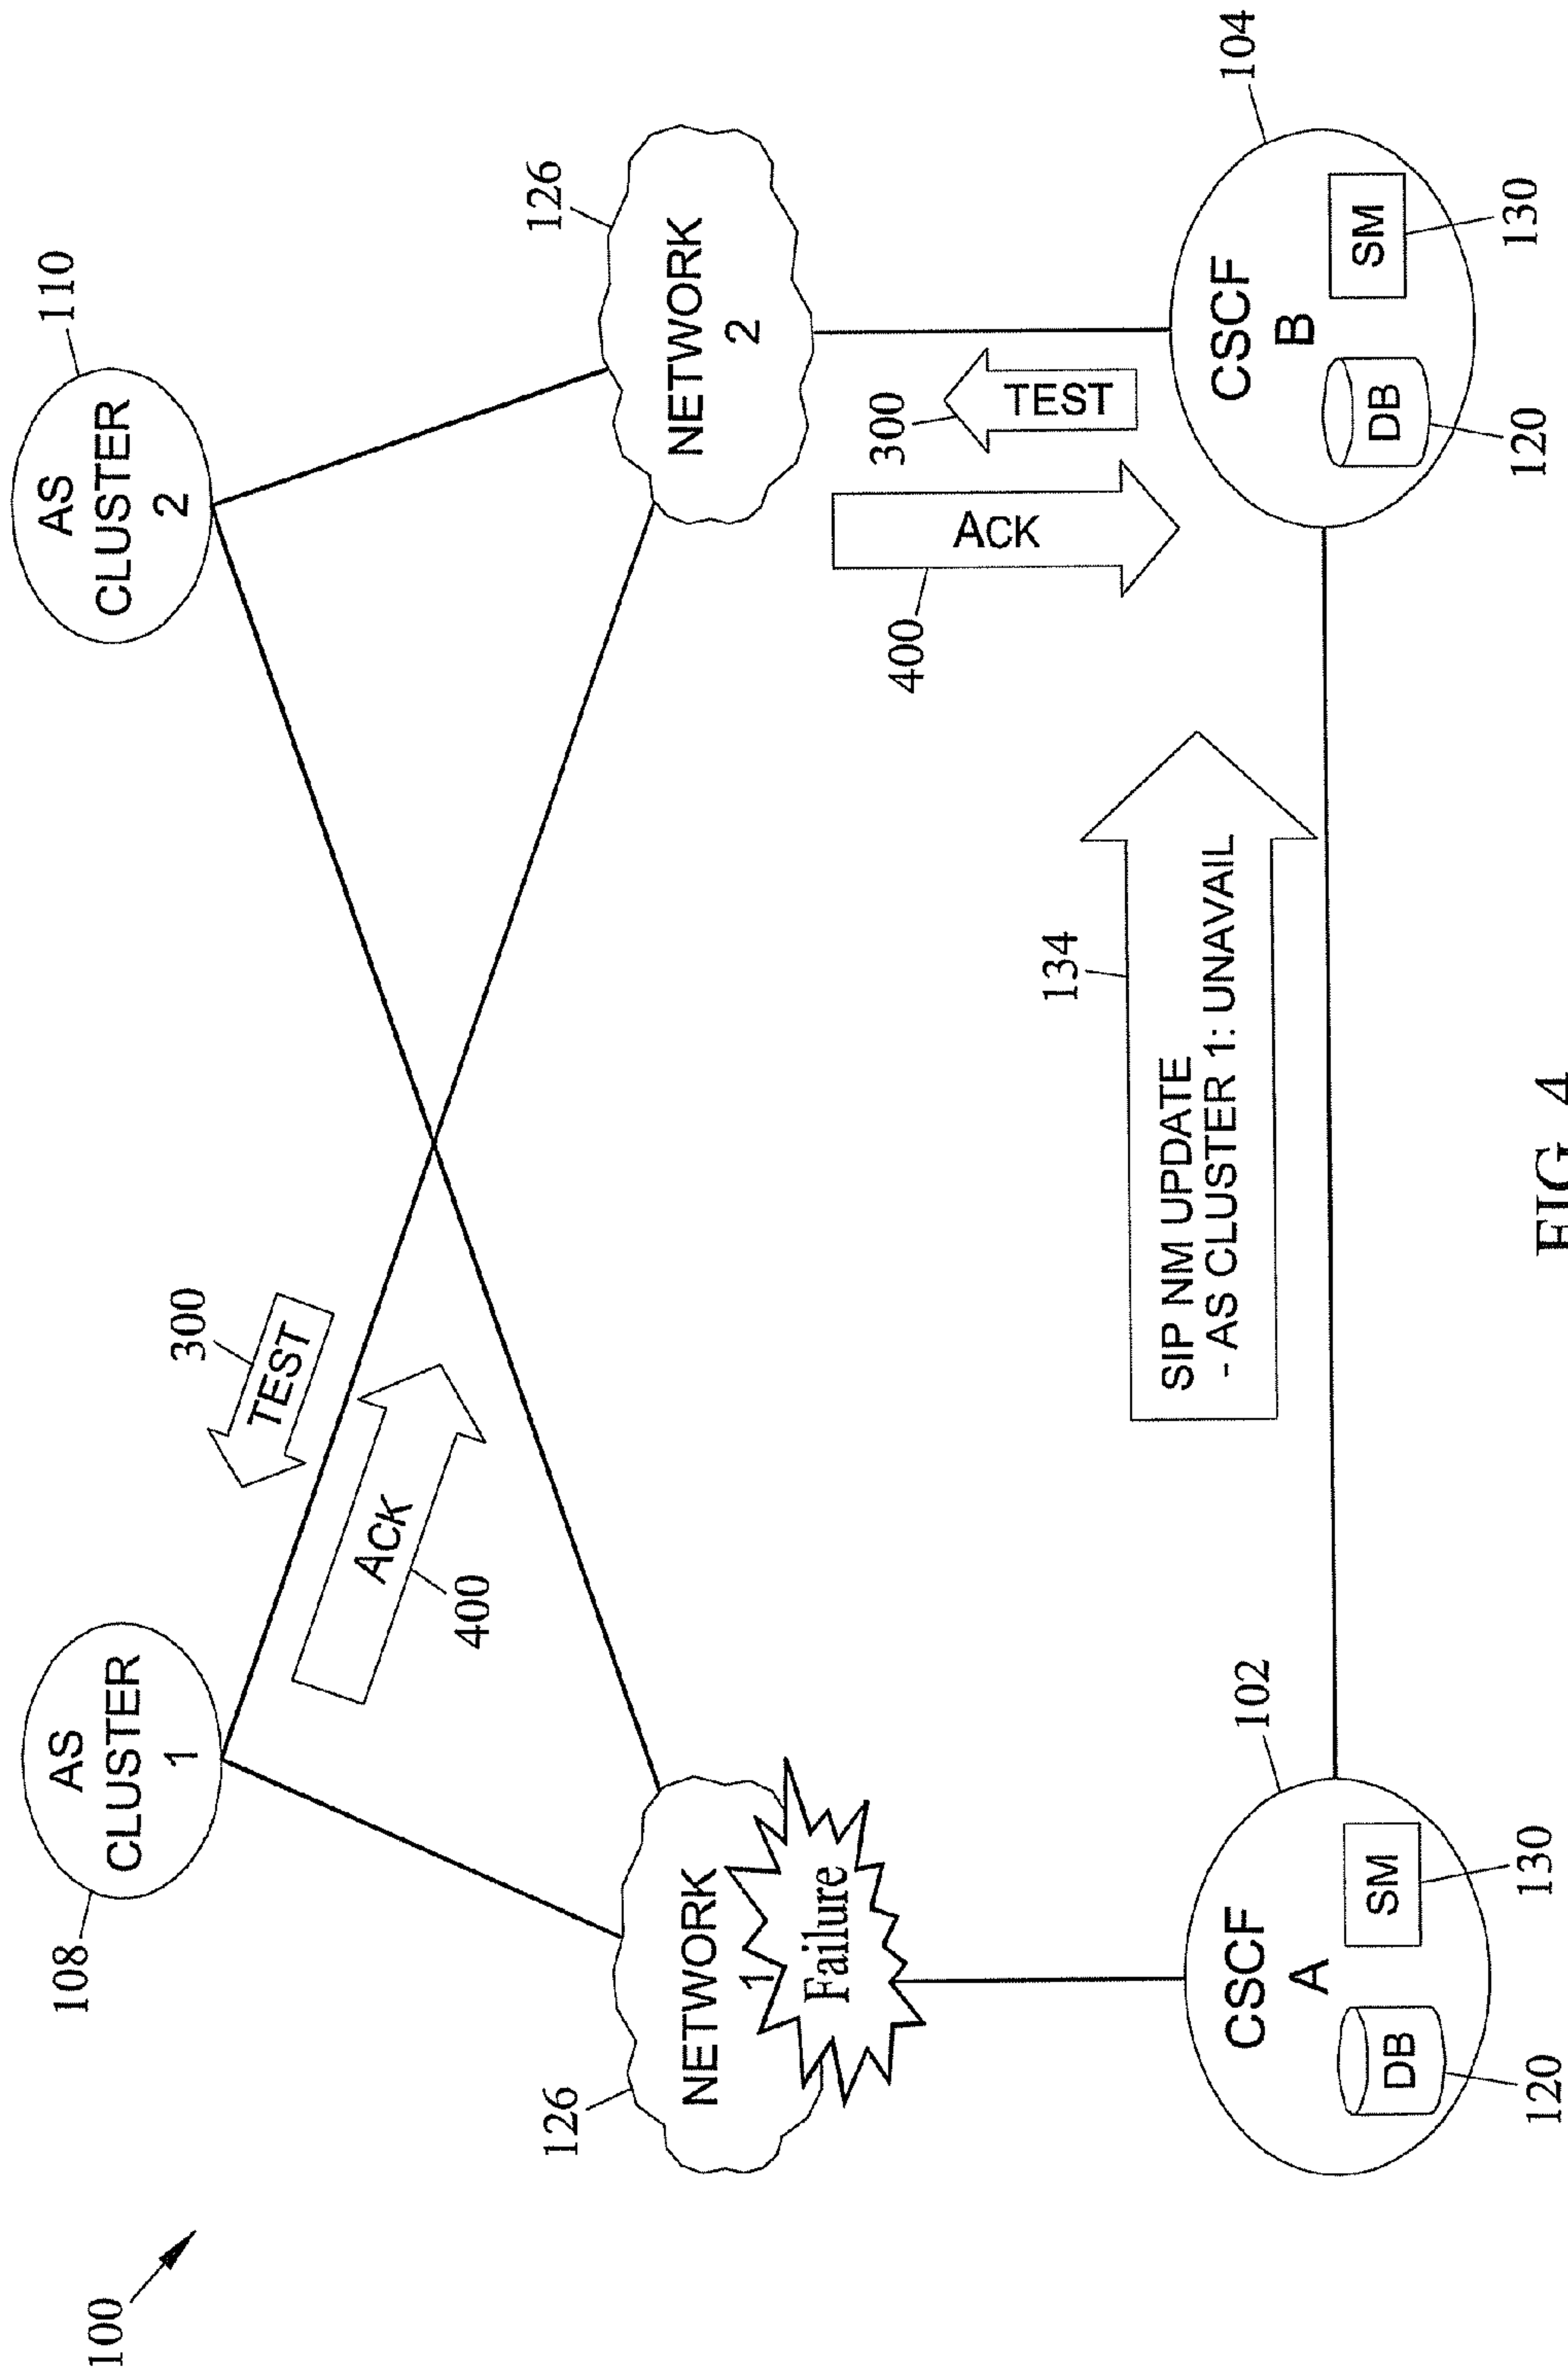 100
108
AS
CLUSTER
1
110
AS
CLUSTER
2
300
TEST
ACK
400
126
NETWORK
1
Failure
126
NETWORK
2
300
TEST
ACK
400
134
SIP NM UPDATE
- AS CLUSTER 1: UNAVAIL
102
CSCF
A
DB
SM
120
130
104
CSCF
B
DB
SM
120
130
FIG. 4